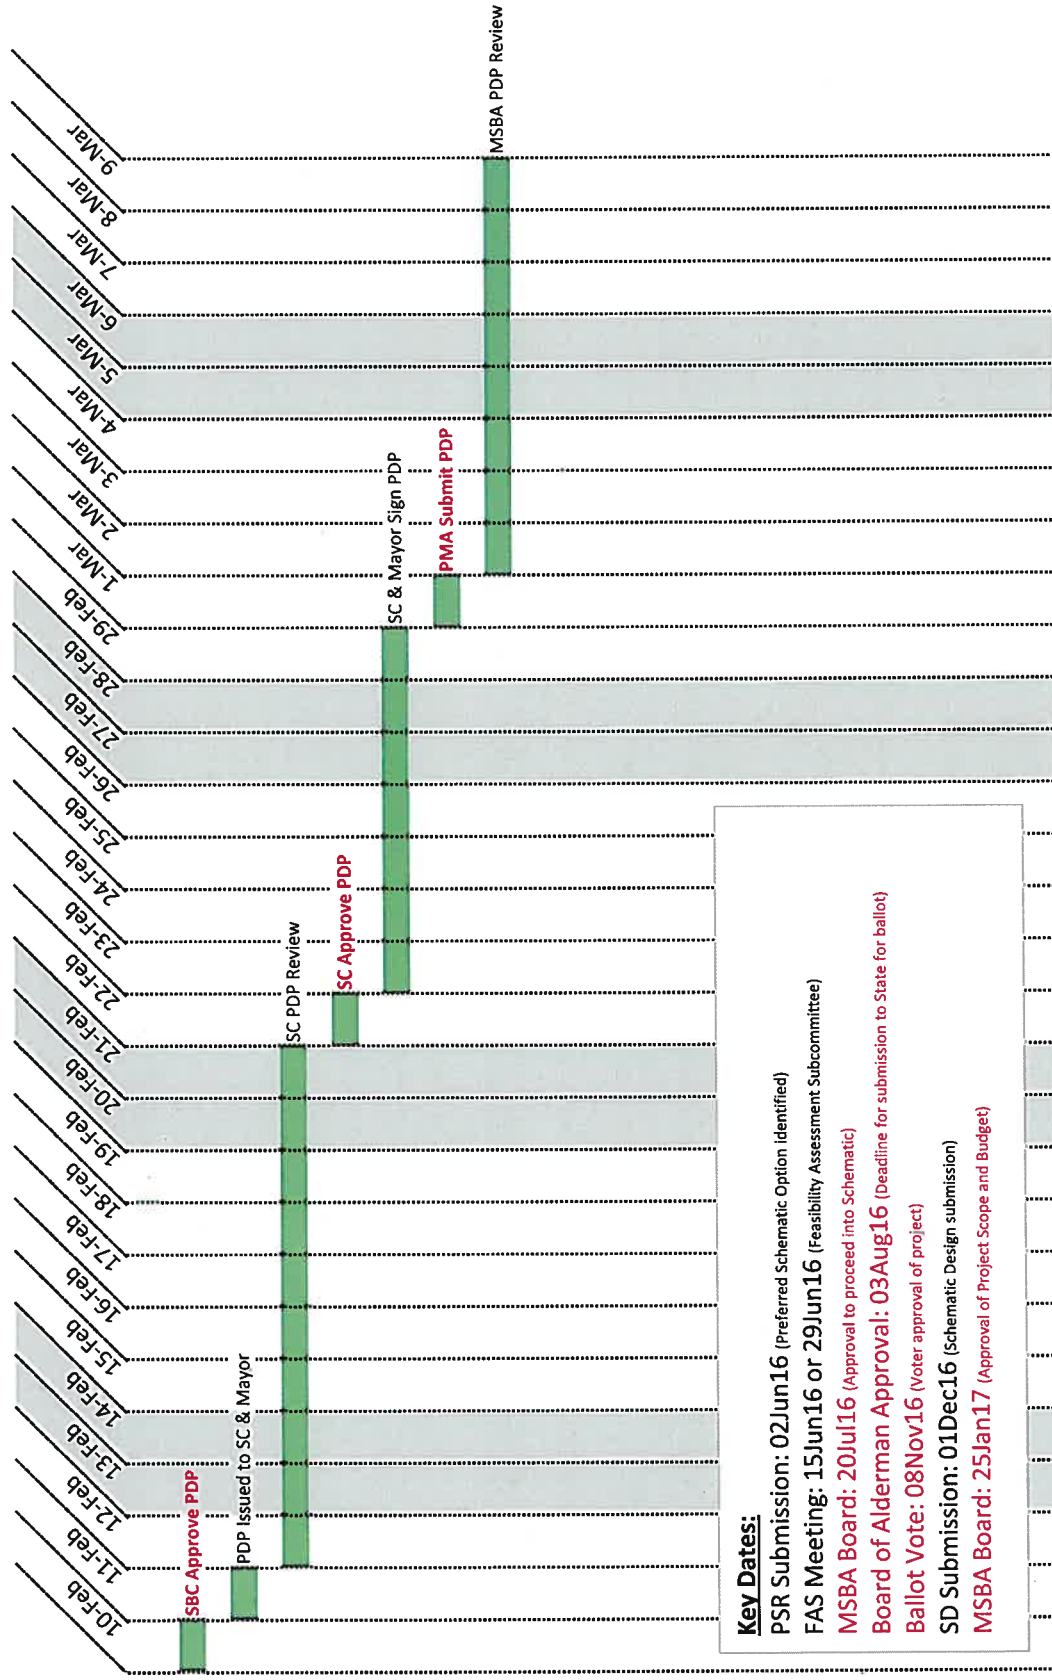 10-Feb
11-Feb
12-Feb
13-Feb
14-Feb
15-Feb
16-Feb
17-Feb
18-Feb
19-Feb
20-Feb
21-Feb
22-Feb
23-Feb
24-Feb
25-Feb
26-Feb
27-Feb
28-Feb
29-Feb
1-Mar
2-Mar
3-Mar
4-Mar
5-Mar
6-Mar
7-Mar
8-Mar
9-Mar
SBC Approve PDP
PDP Issued to SC & Mayor
SC PDP Review
SC Approve PDP
SC & Mayor Sign PDP
PMA Submit PDP
MSBA PDP Review
Key Dates:
PSR Submission: 02Jun16 (Preferred Schematic Option identified)
FAS Meeting: 15Jun16 or 29Jun16 (Feasibility Assessment Subcommittee)
MSBA Board: 20Jul16 (Approval to proceed into Schematic)
Board of Alderman Approval: 03Aug16 (Deadline for submission to State for ballot)
Ballot Vote: 08Nov16 (Voter approval of project)
SD Submission: 01Dec16 (schematic Design submission)
MSBA Board: 25Jan17 (Approval of Project Scope and Budget)